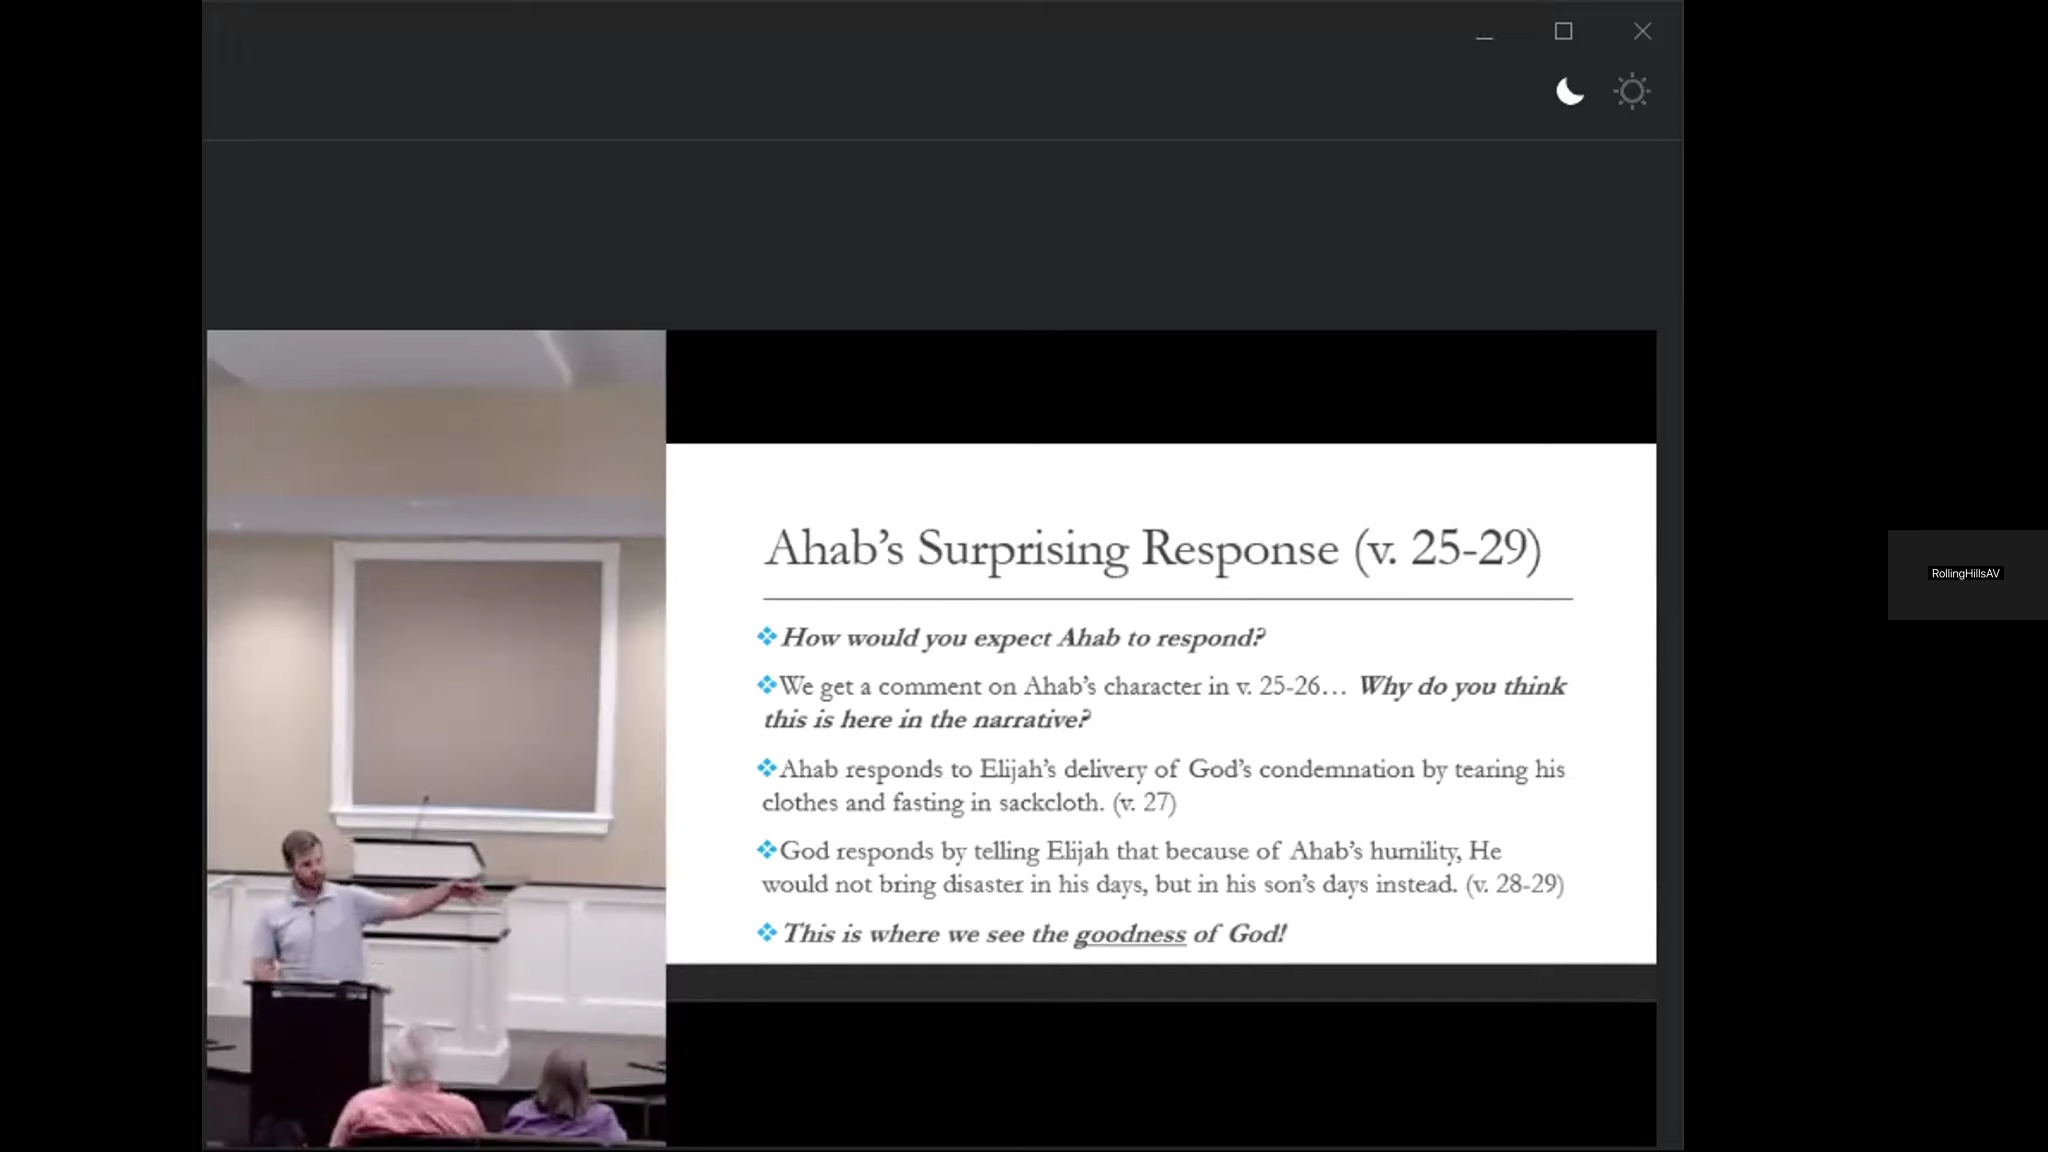 Ahab's Surprising Response (v. 25-29)
How would you expect Ahab to respond?
We get a comment on Ahab's character in v. 25-26… Why do you think
this is here in the narrative?
Ahab responds to Elijah's delivery of God's condemnation by tearing his
clothes and fasting in sackcloth. (v. 27)
God responds by telling Elijah that because of Ahab's humility, He
would not bring disaster in his days, but in his son's days instead. (v. 28-29)
This is where we see the goodness of God!
RollingHillsAV